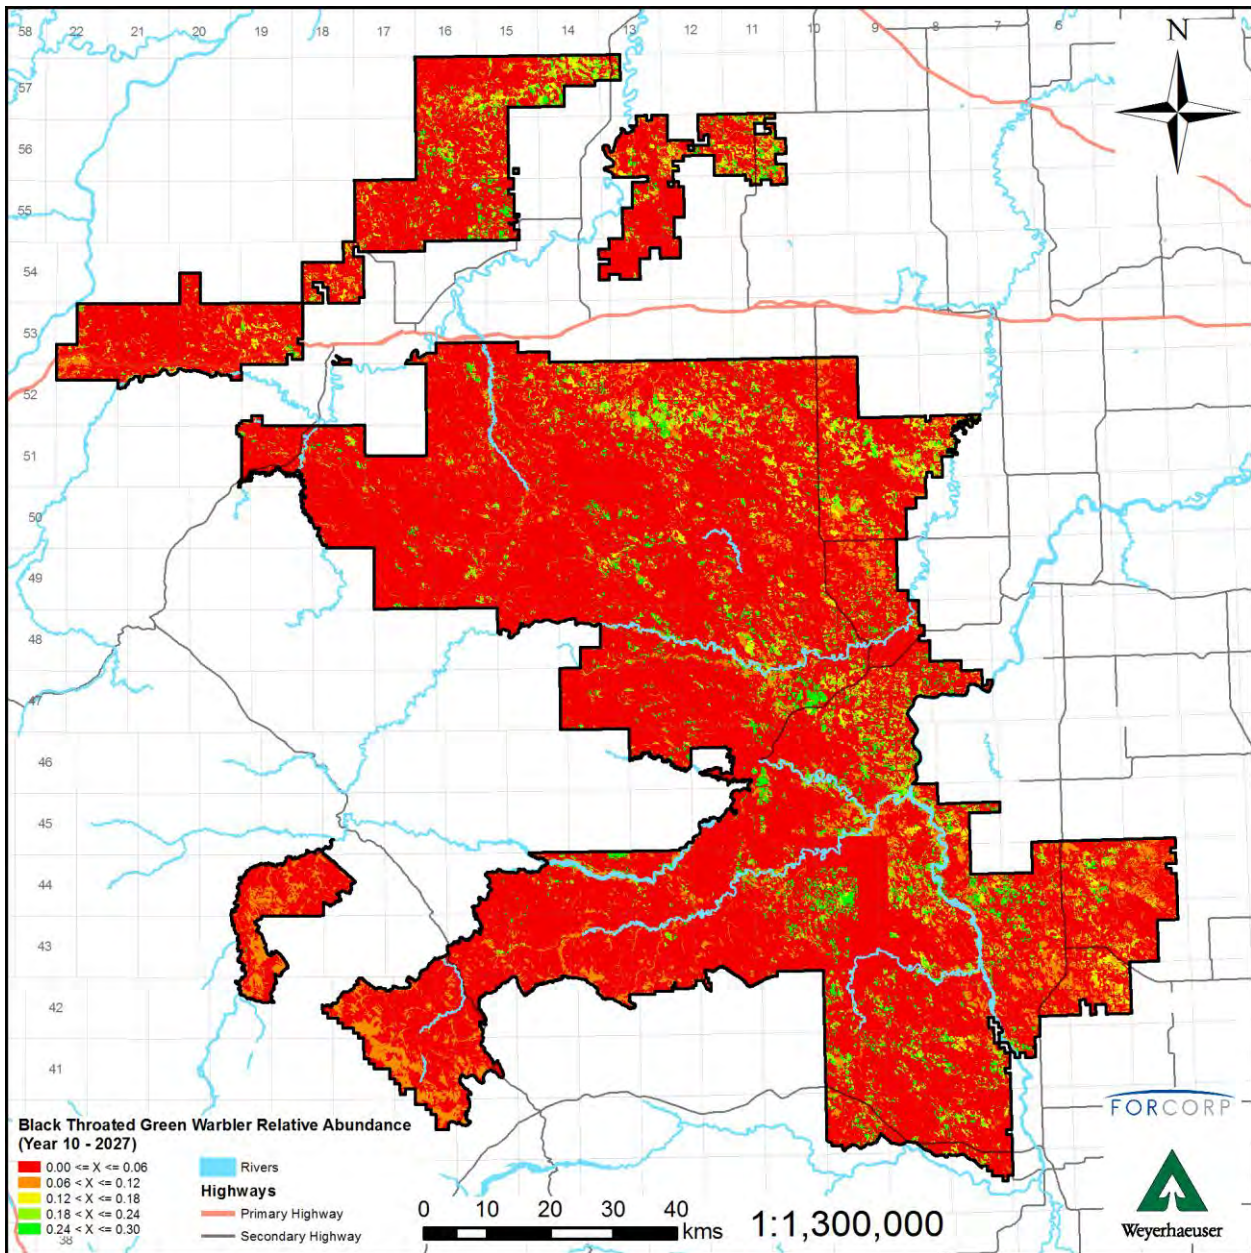 58 22 21 20 19 18 17 16 15 14 13 12 11 10 9 8 7 6
N
57
56
55
54
53
52
51
50
49
48
47
46
45
44
43
42
41
38
Black Throated Green Warbler Relative Abundance
(Year 10 - 2027)
0.00 <= X <= 0.06
0.06 <= X <= 0.12
0.12 <= X <= 0.18
0.18 <= X <= 0.24
0.24 <= X <= 0.30
Rivers
Highways
Primary Highway
Secondary Highway
0 10 20 30 40
kms
1:1,300,000
FORCORP
Weyerhaeuser